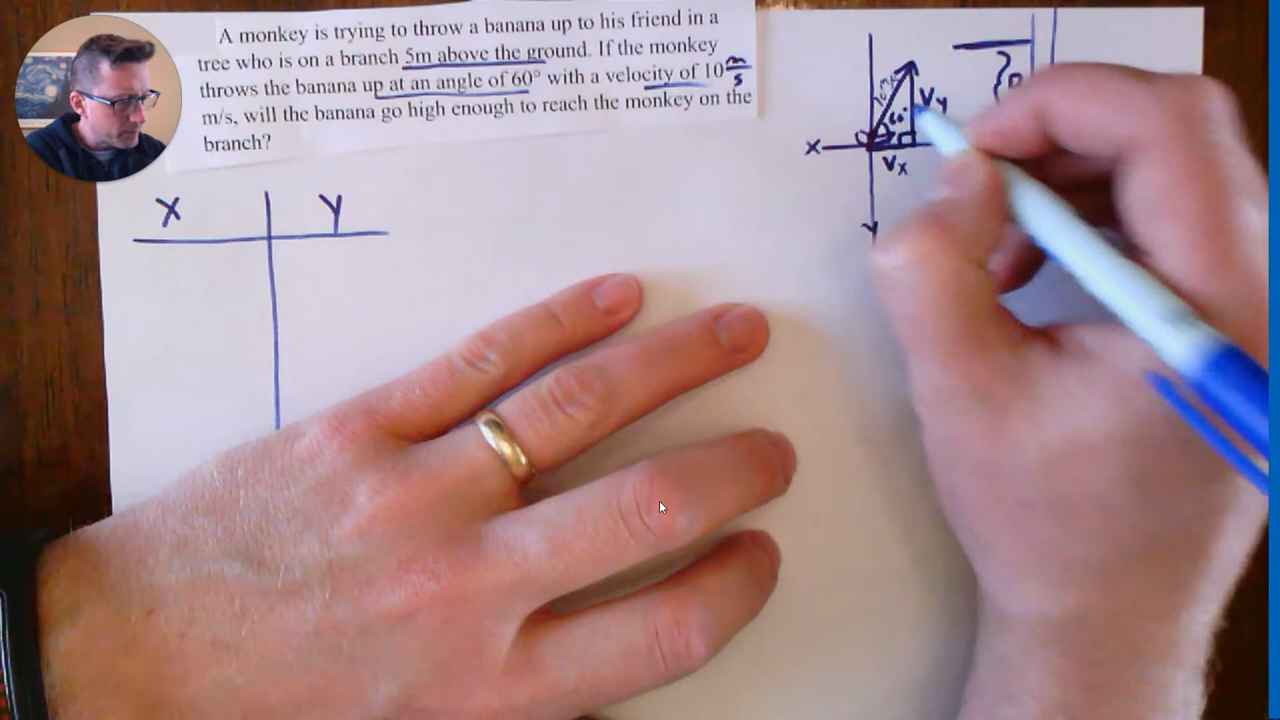 A monkey is trying to throw a banana up to his friend in a
tree who is on a branch 5m above the ground. If the monkey
throws the banana up at an angle of 60° with a velocity of 10 m/s
m/s, will the banana go high enough to reach the monkey on the
branch?
60°
Vy
X
Vx
y
X Y